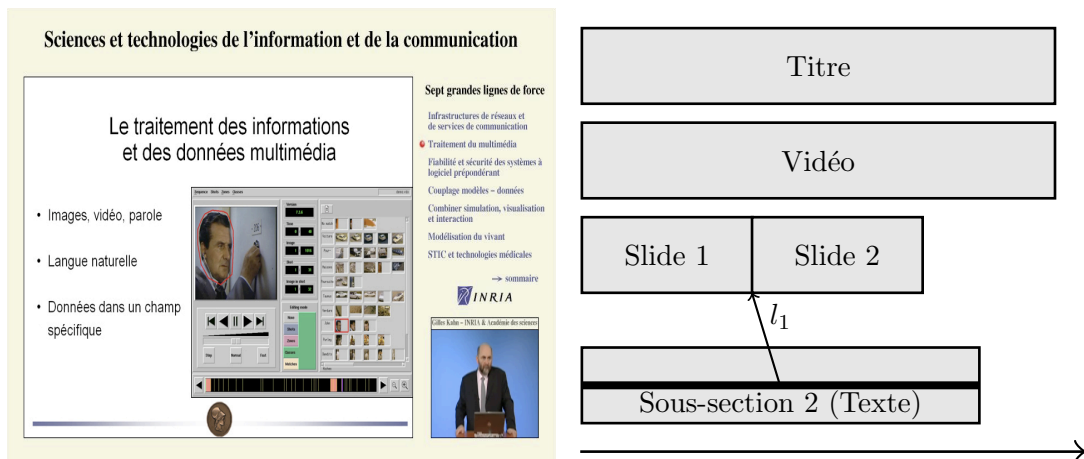 Sciences et technologies de l'information et de la communication
Le traitement des informations
et des données multimédia
• Images, vidéo, parole
• Langue naturelle
• Données dans un champ
spécifique
Sept grandes lignes de force
Infrastructures de réseaux et
de services de communication
Traitement du multimédia
Fiabilité et sécurité des systèmes à
logiciel prépondérant
Couplage modèles – données
Combiner simulation, visualisation
et interaction
Modélisation du vivant
STIC et technologies médicales
→ sommaire
INRIA
Gilles Kahn – INRIA & Académie des sciences
Titre
Vidéo
Slide 1
Slide 2
l₁
Sous-section 2 (Texte)